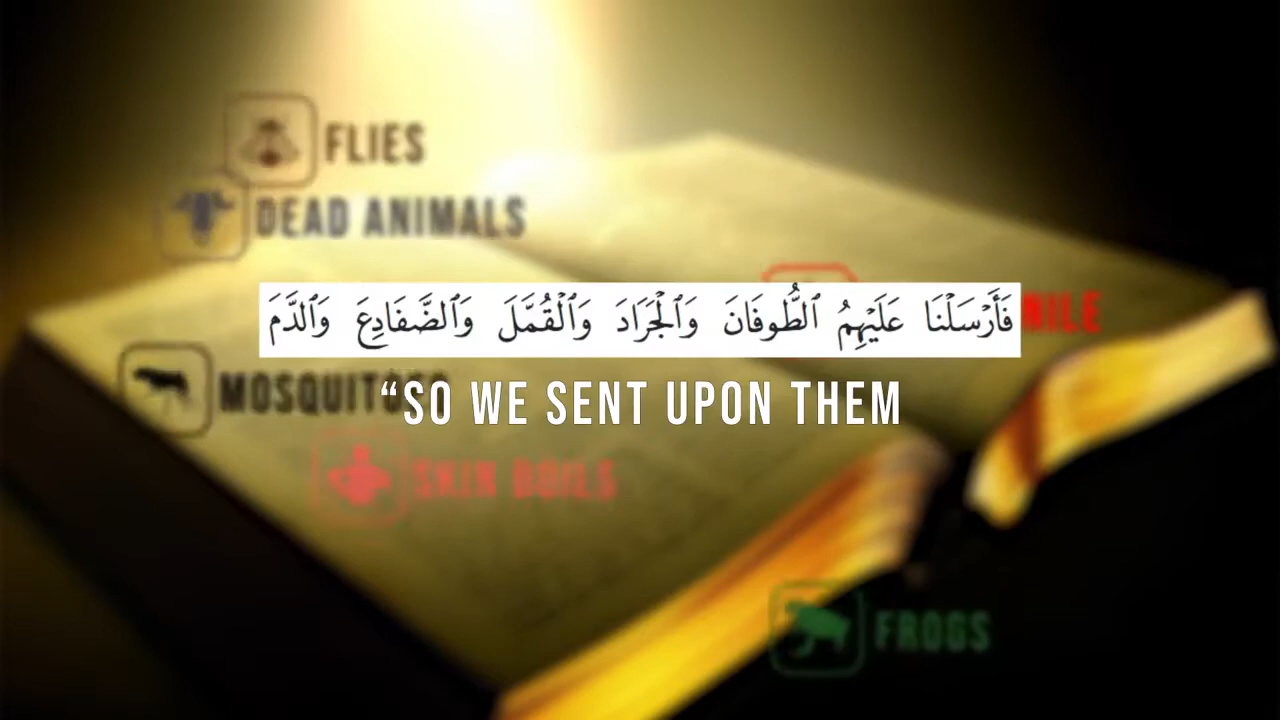 FLIES
DEAD ANIMALS
NILE
فَأَرْسَلْنَا عَلَيْهِمُ ٱلطُّوفَانَ وَٱلْجَرَادَ وَٱلْقُمَّلَ وَٱلضَّفَادِعَ وَٱلدَّمَ
“SO WE SENT UPON THEM
SKIN BOILS
FROGS